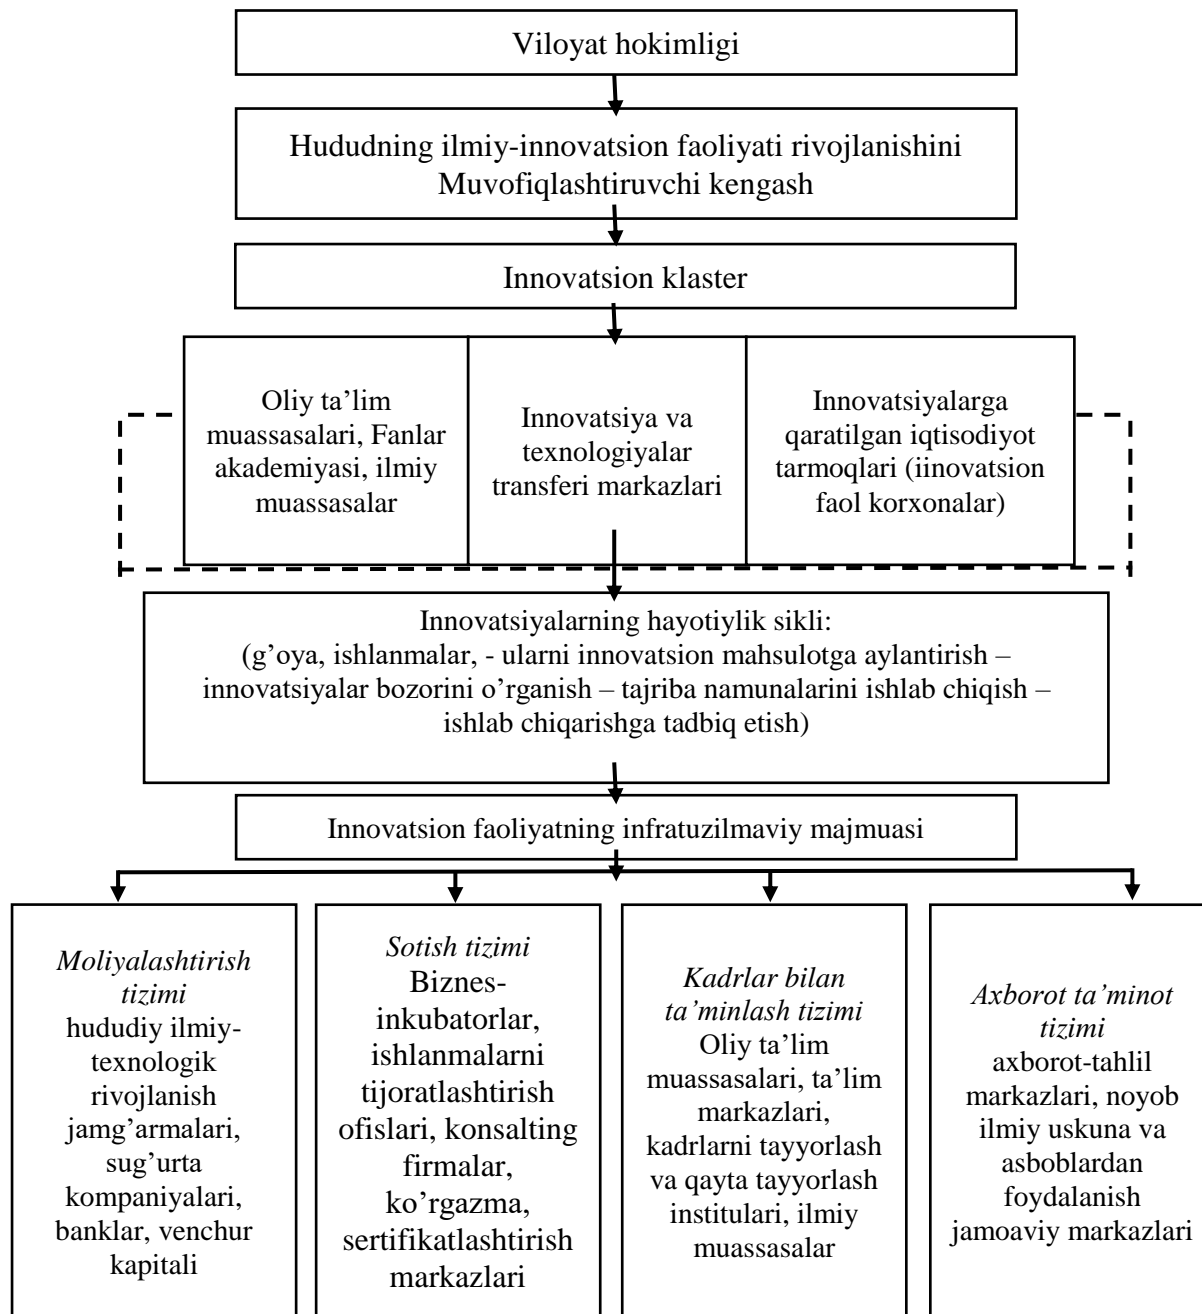 Viloyat hokimligi
Hududning ilmiy-innovatsion faoliyati rivojlanishini
Muvofiqlashtiruvchi kengash
Innovatsion klaster
Oliy ta’lim
muassasalari, Fanlar
akademiyasi, ilmiy
muassasalar
Innovatsiya va
texnologiyalar
transferi markazlari
Innovatsiyalarga
qaratilgan iqtisodiyot
tarmoqlari (iinovatsion
faol korxonalar)
Innovatsiyalarning hayotiylik sikli:
(g’oya, ishlanmalar, - ularni innovatsion mahsulotga aylantirish –
innovatsiyalar bozorini o’rganish – tajriba namunalarini ishlab chiqish –
ishlab chiqarishga tadbiq etish)
Innovatsion faoliyatning infratuzilmaviy majmuasi
Moliyalashtirish
tizimi
hududiy ilmiy-
texnologik
rivojlanish
jamg’armalari,
sug’urta
kompaniyalari,
banklar, venchur
kapitali
Sotish tizimi
Biznes-
inkubatorlar,
ishlanmalarni
tijoratlashtirish
ofislari, konsalting
firmalar,
ko’rgazma,
sertifikatlashtirish
markazlari
Kadrlar bilan
ta’minlash tizimi
Oliy ta’lim
muassasalari, ta’lim
markazlari,
kadrlarni tayyorlash
va qayta tayyorlash
institulari, ilmiy
muassasalar
Axborot ta’minot
tizimi
axborot-tahlil
markazlari, noyob
ilmiy uskuna va
asboblardan
foydalanish
jamoaviy markazlari